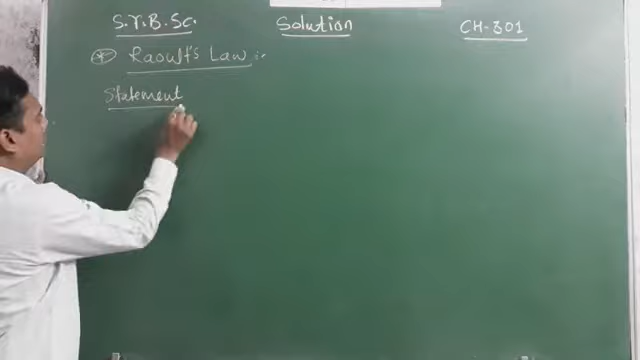 S.Y.B.Sc. Solution CH-301
* Raoult's Law :-
Statement